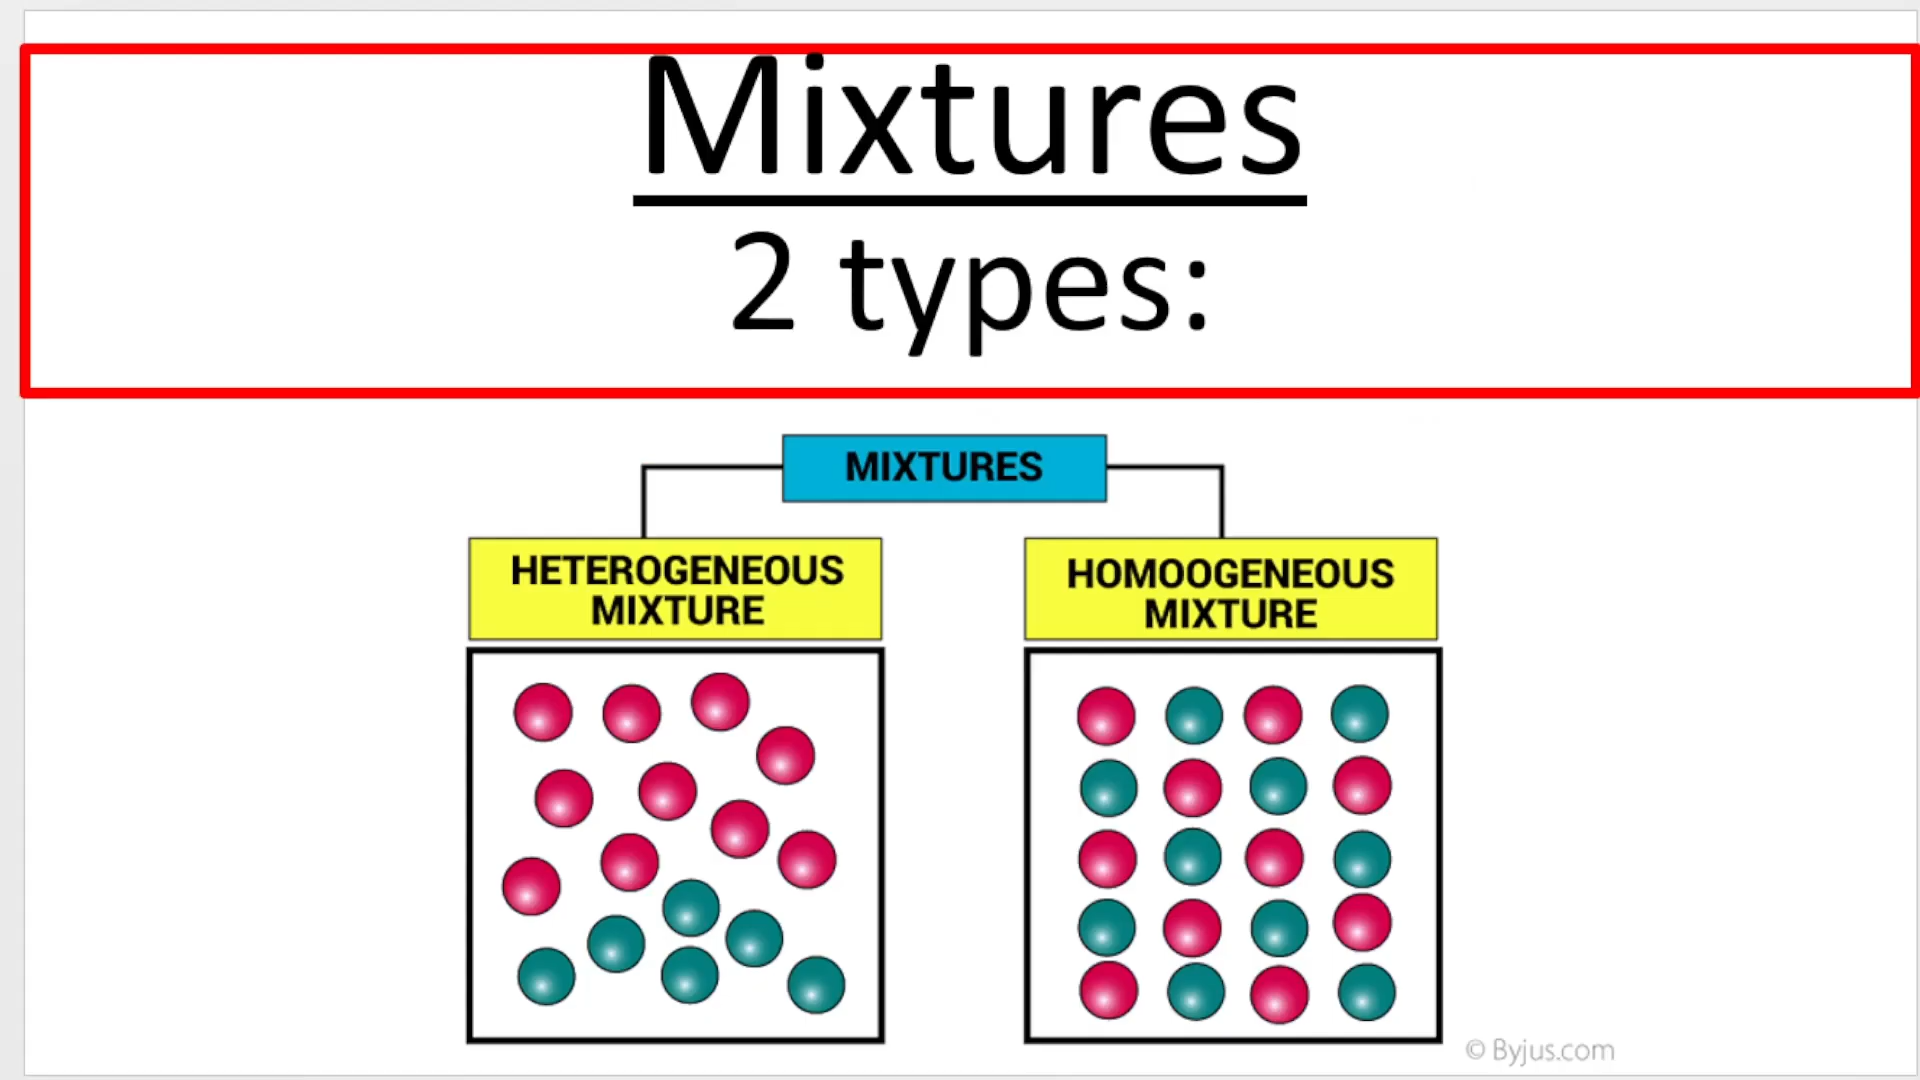 Mixtures
2 types:
MIXTURES
HETEROGENEOUS
MIXTURE
HOMOOGENEOUS
MIXTURE
© Byjus.com